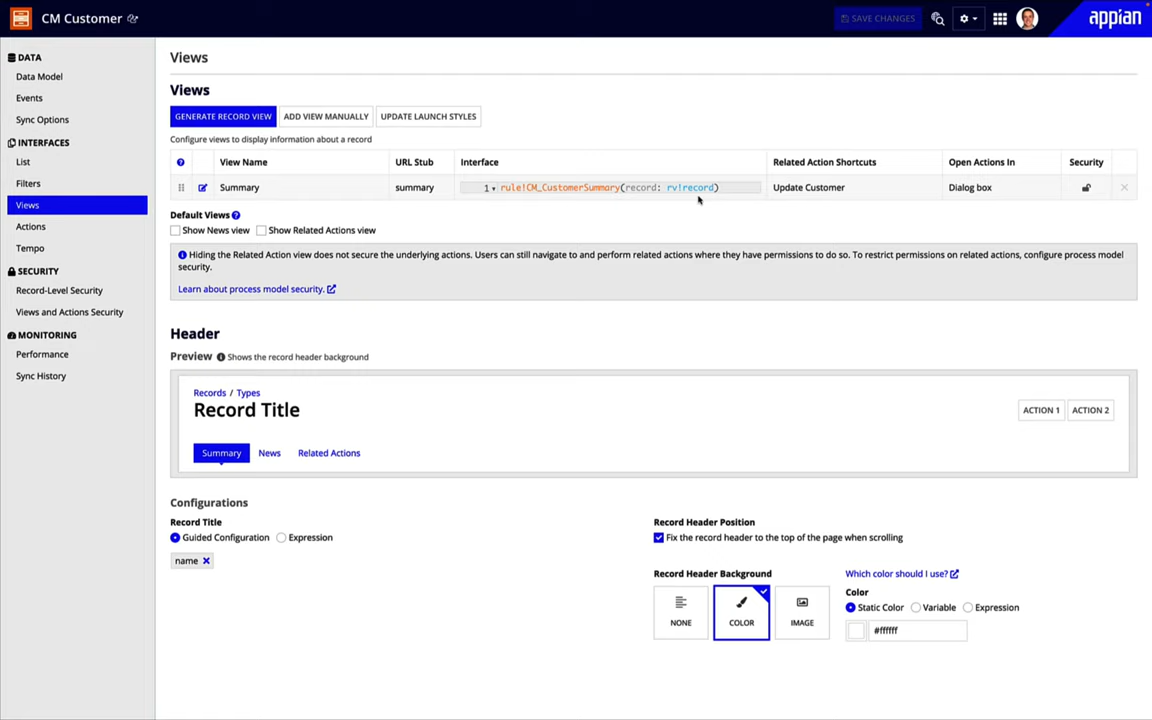 CM Customer
SAVE CHANGES
appian
DATA
Data Model
Events
Sync Options
INTERFACES
List
Filters
Views
Actions
Tempo
SECURITY
Record-Level Security
Views and Actions Security
MONITORING
Performance
Sync History
Views
Views
GENERATE RECORD VIEW ADD VIEW MANUALLY UPDATE LAUNCH STYLES
Configure views to display information about a record
View Name URL Stub Interface Related Action Shortcuts Open Actions In Security
Summary summary 1 rule!CM_CustomerSummary(record: rv!record) Update Customer Dialog box
Default Views
Show News view Show Related Actions view
Hiding the Related Action view does not secure the underlying actions. Users can still navigate to and perform related actions where they have permissions to do so. To restrict permissions on related actions, configure process model
security.
Learn about process model security.
Header
Preview Shows the record header background
Records / Types
Record Title
ACTION 1 ACTION 2
Summary News Related Actions
Configurations
Record Title
Guided Configuration Expression
name
Record Header Position
Fix the record header to the top of the page when scrolling
Record Header Background
NONE COLOR IMAGE
Which color should I use?
Color
Static Color Variable Expression
#ffffff